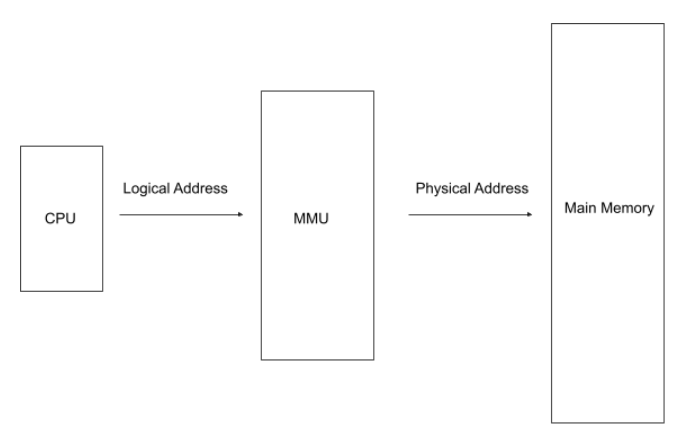 CPU
Logical Address
MMU
Physical Address
Main Memory